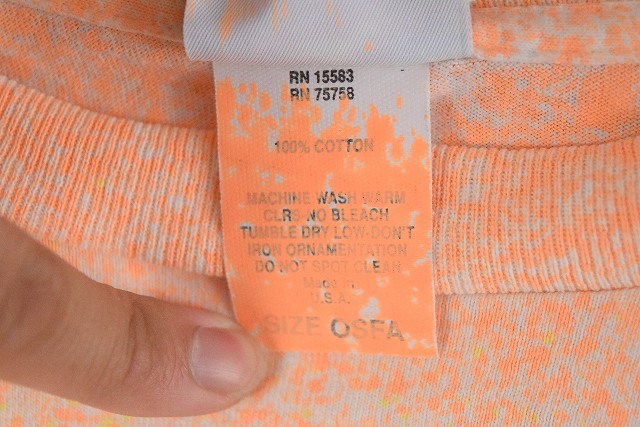 RN 15583
RN 75758
100% COTTON
MACHINE WASH WARM
CLRS-NO BLEACH
TUMBLE DRY LOW-DON'T
IRON ORNAMENTATION
DO NOT SPOT CLEAN
Made in
U.S.A.
SIZE OSFA